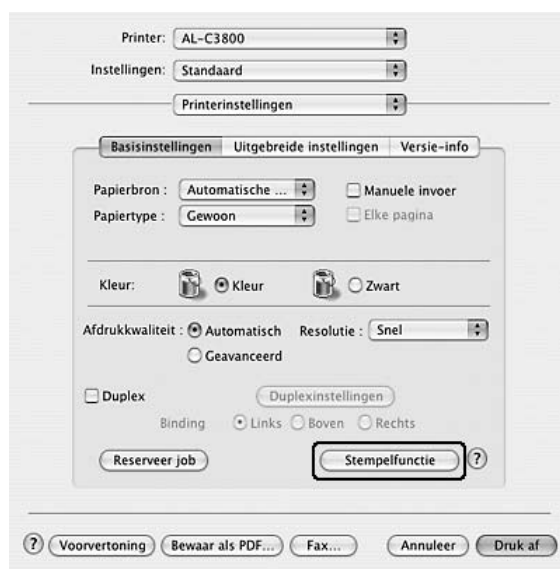 Printer: AL-C3800
Instellingen: Standaard
Printerinstellingen
Basisinstellingen Uitgebreide instellingen Versie-info
Papierbron : Automatische ... Manuele invoer
Papiertype : Gewoon Elke pagina
Kleur: Kleur Zwart
Afdrukkwaliteit : Automatisch Resolutie : Snel
Geavanceerd
Duplex Duplexinstellingen
Binding Links Boven Rechts
Reserveer job Stempelfunctie ?
? Voorvertoning Bewaar als PDF... Fax... Annuleer Druk af